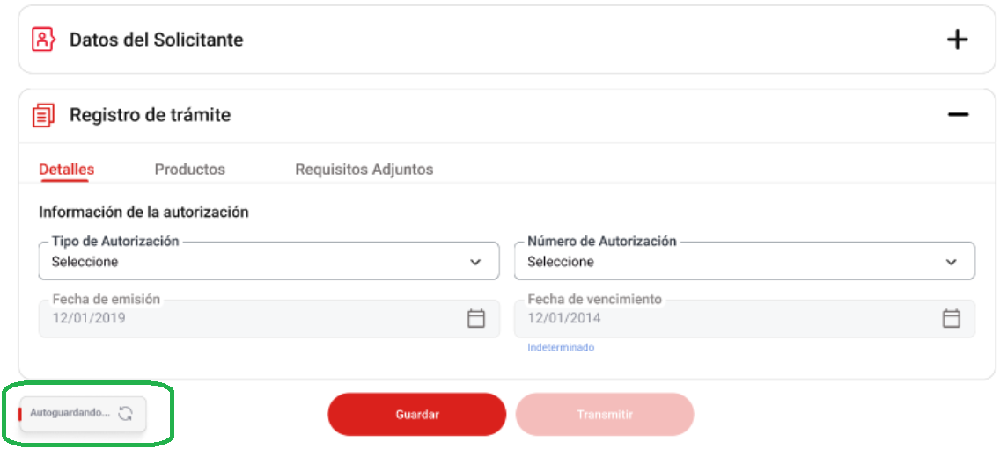 Datos del Solicitante
Registro de trámite
Detalles Productos Requisitos Adjuntos
Información de la autorización
Tipo de Autorización Número de Autorización
Seleccione Seleccione
Fecha de emisión Fecha de vencimiento
12/01/2019 12/01/2014
Indeterminado
Autoguardando... Guardar Transmitir